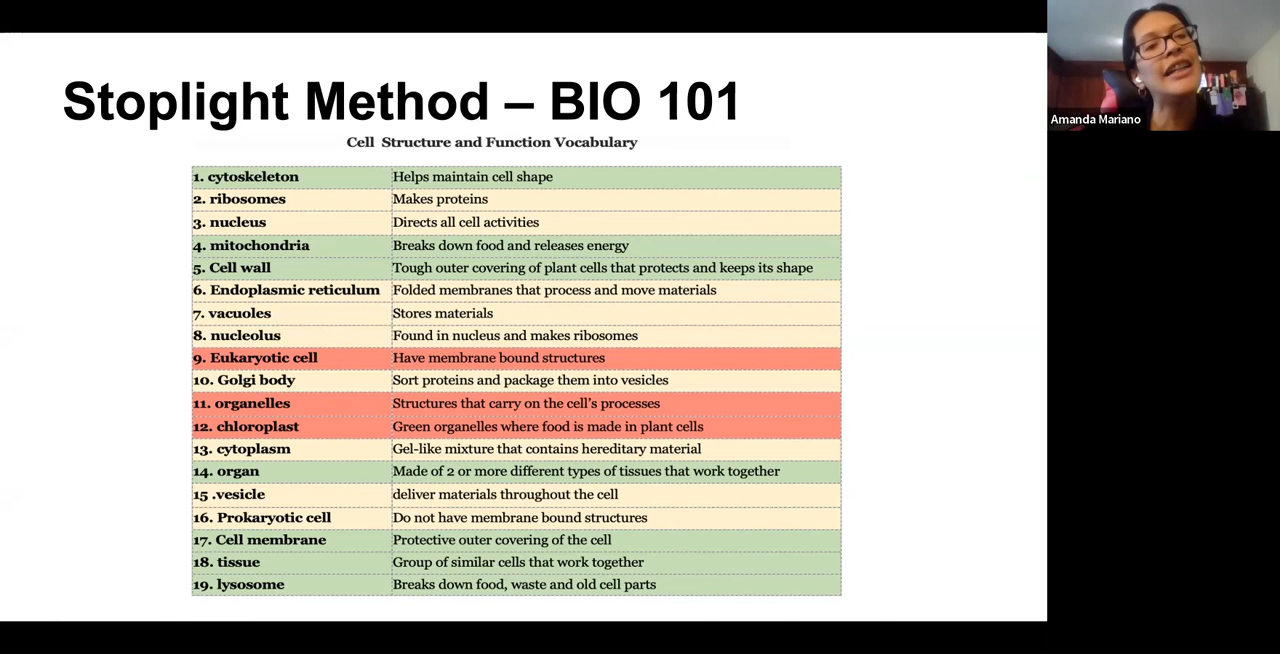 Stoplight Method – BIO 101
Cell Structure and Function Vocabulary
1. cytoskeleton Helps maintain cell shape
2. ribosomes Makes proteins
3. nucleus Directs all cell activities
4. mitochondria Breaks down food and releases energy
5. Cell wall Tough outer covering of plant cells that protects and keeps its shape
6. Endoplasmic reticulum Folded membranes that process and move materials
7. vacuoles Stores materials
8. nucleolus Found in nucleus and makes ribosomes
9. Eukaryotic cell Have membrane bound structures
10. Golgi body Sort proteins and package them into vesicles
11. organelles Structures that carry on the cell’s processes
12. chloroplast Green organelles where food is made in plant cells
13. cytoplasm Gel-like mixture that contains hereditary material
14. organ Made of 2 or more different types of tissues that work together
15 .vesicle deliver materials throughout the cell
16. Prokaryotic cell Do not have membrane bound structures
17. Cell membrane Protective outer covering of the cell
18. tissue Group of similar cells that work together
19. lysosome Breaks down food, waste and old cell parts
Amanda Mariano